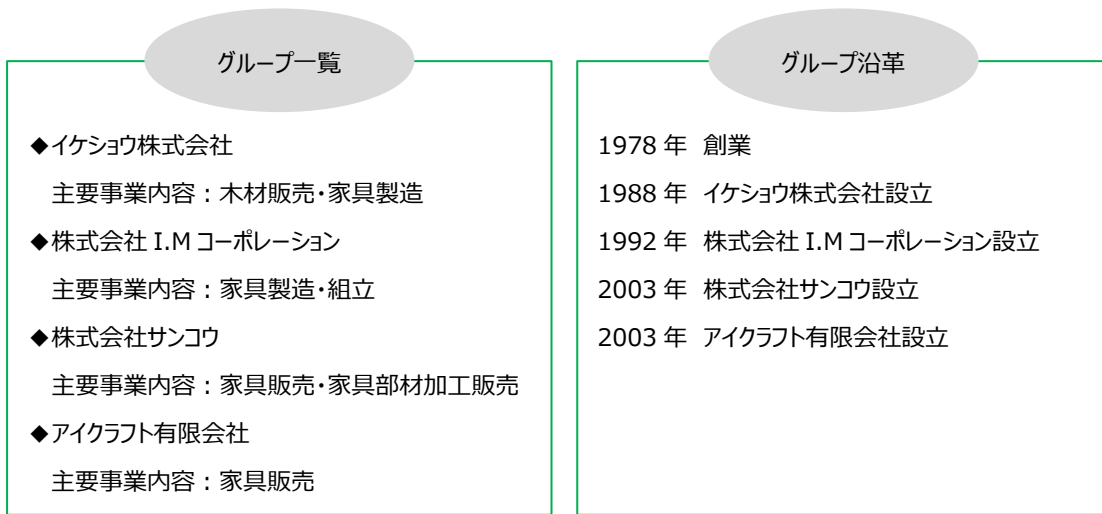 グループ一覧
◆イケショウ株式会社
主要事業内容：木材販売・家具製造
◆株式会社 I.M コーポレーション
主要事業内容：家具製造・組立
◆株式会社サンコウ
主要事業内容：家具販売・家具部材加工販売
◆アイクラフト有限会社
主要事業内容：家具販売
グループ沿革
1978 年 創業
1988 年 イケショウ株式会社設立
1992 年 株式会社 I.M コーポレーション設立
2003 年 株式会社サンコウ設立
2003 年 アイクラフト有限会社設立